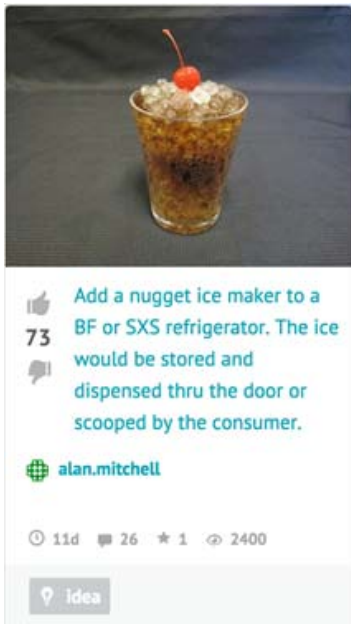 Add a nugget ice maker to a
73
BF or SXS refrigerator. The ice
would be stored and
dispensed thru the door or
scooped by the consumer.
alan.mitchell
11d 26 1 2400
idea